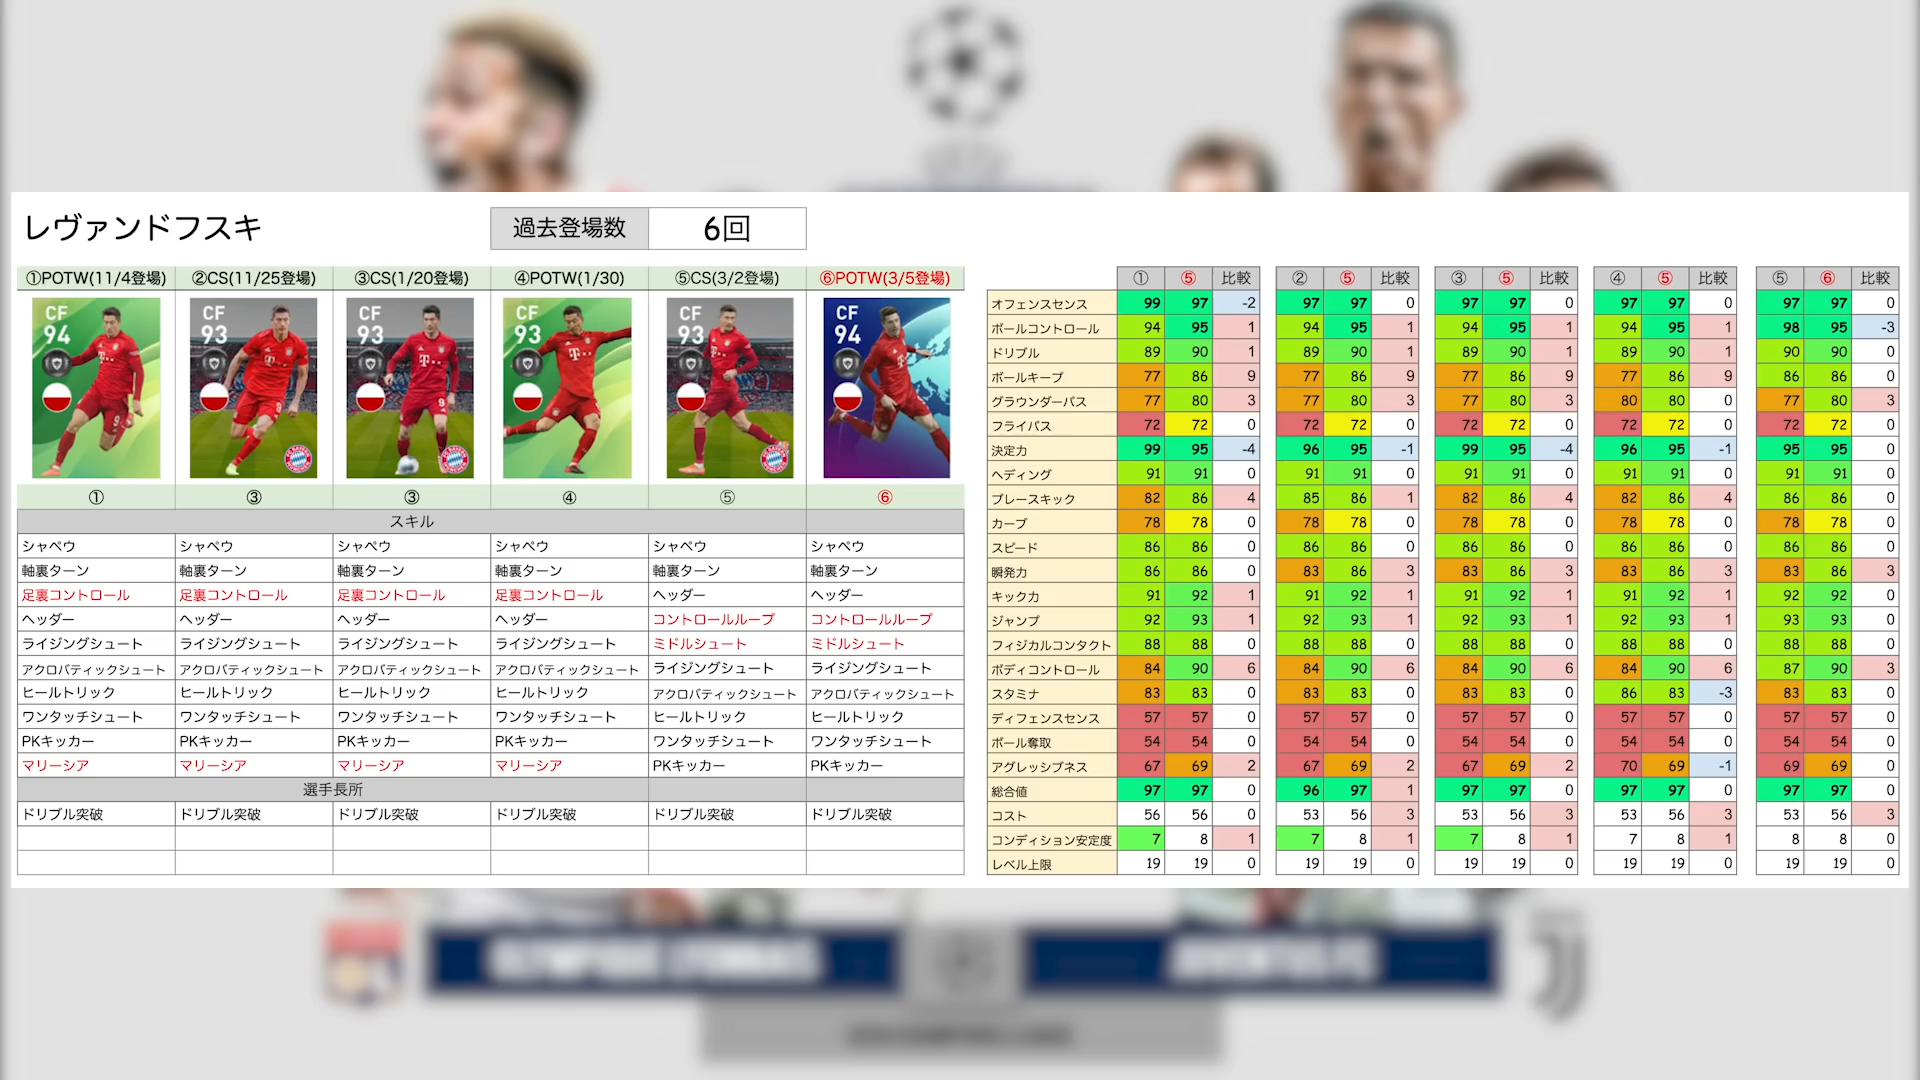 レヴァンドフスキ 過去登場数 6回
①POTW(11/4登場) ②CS(11/25登場) ③CS(1/20登場) ④POTW(1/30) ⑤CS(3/2登場) ⑥POTW(3/5登場)
CF 94 CF 93 CF 93 CF 93 CF 93 CF 94
① ③ ③ ④ ⑤ ⑥
スキル
シャペウ シャペウ シャペウ シャペウ シャペウ シャペウ
軸裏ターン 軸裏ターン 軸裏ターン 軸裏ターン 軸裏ターン 軸裏ターン
足裏コントロール 足裏コントロール 足裏コントロール 足裏コントロール ヘッダー ヘッダー
ヘッダー ヘッダー ヘッダー ヘッダー コントロールループ コントロールループ
ライジングシュート ライジングシュート ライジングシュート ライジングシュート ミドルシュート ミドルシュート
アクロバティックシュート アクロバティックシュート アクロバティックシュート アクロバティックシュート ライジングシュート ライジングシュート
ヒールトリック ヒールトリック ヒールトリック ヒールトリック アクロバティックシュート アクロバティックシュート
ワンタッチシュート ワンタッチシュート ワンタッチシュート ワンタッチシュート ヒールトリック ヒールトリック
PKキッカー PKキッカー PKキッカー PKキッカー ワンタッチシュート ワンタッチシュート
マリーシア マリーシア マリーシア マリーシア PKキッカー PKキッカー
選手長所
ドリブル突破 ドリブル突破 ドリブル突破 ドリブル突破 ドリブル突破 ドリブル突破
① ⑤ 比較 ② ⑤ 比較 ③ ⑤ 比較 ④ ⑤ 比較 ⑤ ⑥ 比較
オフェンスセンス 99 97 -2 97 97 0 97 97 0 97 97 0 97 97 0
ボールコントロール 94 95 1 94 95 1 94 95 1 94 95 1 98 95 -3
ドリブル 89 90 1 89 90 1 89 90 1 89 90 1 90 90 0
ボールキープ 77 86 9 77 86 9 77 86 9 77 86 9 86 86 0
グラウンダーパス 77 80 3 77 80 3 77 80 3 80 80 0 77 80 3
フライパス 72 72 0 72 72 0 72 72 0 72 72 0 72 72 0
決定力 99 95 -4 96 95 -1 99 95 -4 96 95 -1 95 95 0
ヘディング 91 91 0 91 91 0 91 91 0 91 91 0 91 91 0
プレースキック 82 86 4 85 86 1 82 86 4 82 86 4 86 86 0
カーブ 78 78 0 78 78 0 78 78 0 78 78 0 78 78 0
スピード 86 86 0 86 86 0 86 86 0 86 86 0 86 86 0
瞬発力 86 86 0 83 86 3 83 86 3 83 86 3 83 86 3
キック力 91 92 1 91 92 1 91 92 1 91 92 1 92 92 0
ジャンプ 92 93 1 92 93 1 92 93 1 92 93 1 93 93 0
フィジカルコンタクト 88 88 0 88 88 0 88 88 0 88 88 0 88 88 0
ボディコントロール 84 90 6 84 90 6 84 90 6 84 90 6 87 90 3
スタミナ 83 83 0 83 83 0 83 83 0 86 83 -3 83 83 0
ディフェンスセンス 57 57 0 57 57 0 57 57 0 57 57 0 57 57 0
ボール奪取 54 54 0 54 54 0 54 54 0 54 54 0 54 54 0
アグレッシブネス 67 69 2 67 69 2 67 69 2 70 69 -1 69 69 0
総合値 97 97 0 96 97 1 97 97 0 97 97 0 97 97 0
コスト 56 56 0 53 56 3 53 56 3 53 56 3 53 56 3
コンディション安定度 7 8 1 7 8 1 7 8 1 7 8 1 8 8 0
レベル上限 19 19 0 19 19 0 19 19 0 19 19 0 19 19 0
OLYMPIQUE LYONNAIS JUVENTUS FC